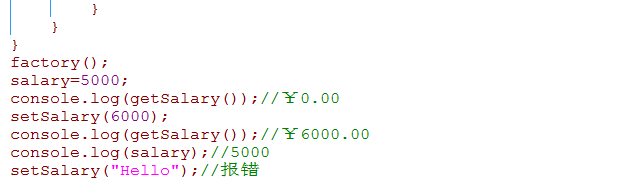 }
}
}
factory();
salary=5000;
console.log(getSalary());//￥0.00
setSalary(6000);
console.log(getSalary());//￥6000.00
console.log(salary);//5000
setSalary("Hello");//报错